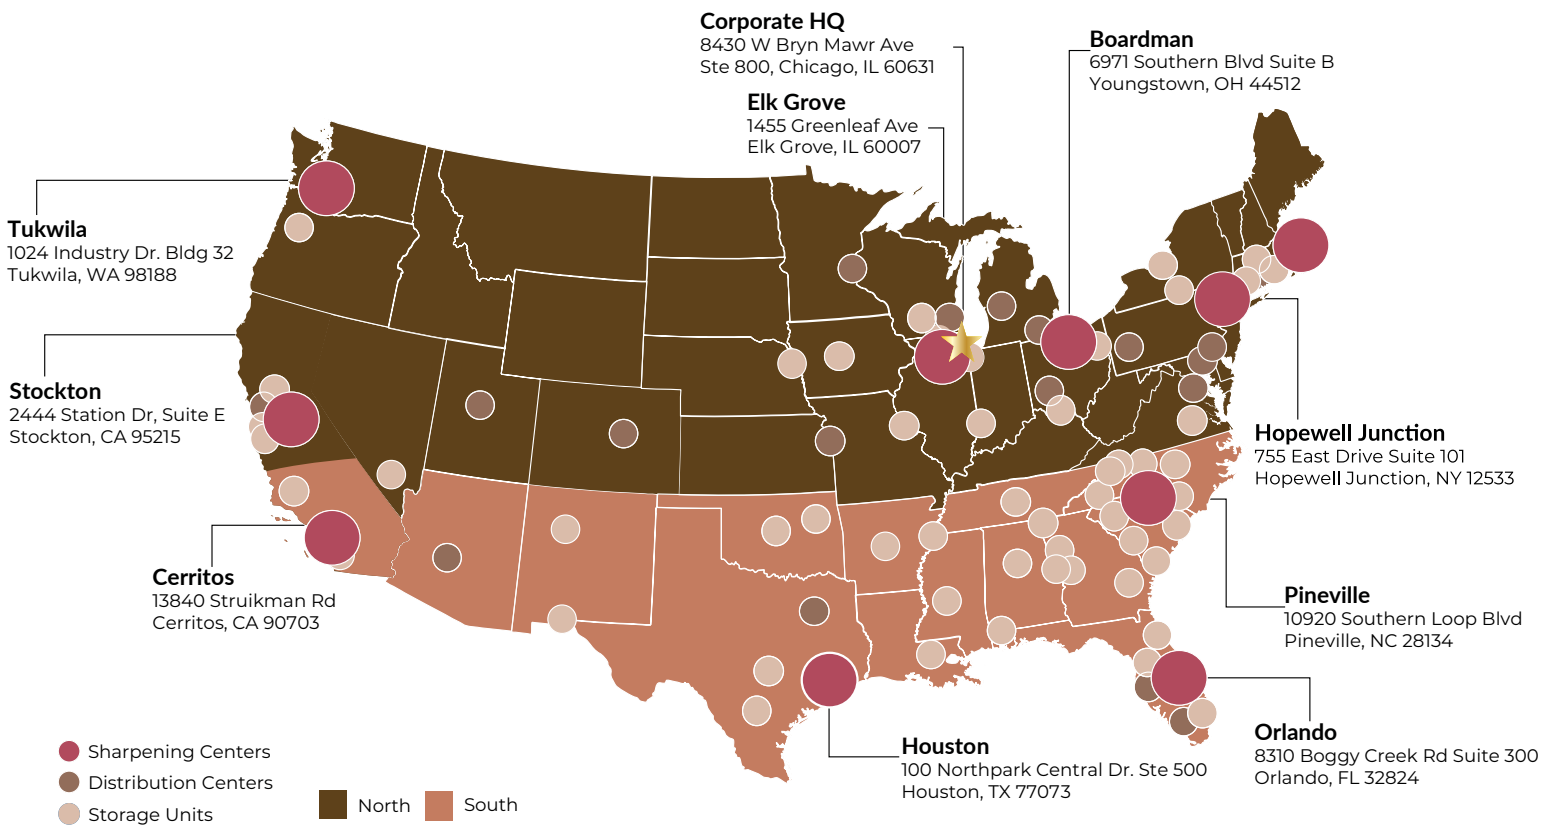 Corporate HQ
8430 W Bryn Mawr Ave
Ste 800, Chicago, IL 60631
Boardman
6971 Southern Blvd Suite B
Youngstown, OH 44512
Elk Grove
1455 Greenleaf Ave
Elk Grove, IL 60007
Tukwila
1024 Industry Dr. Bldg 32
Tukwila, WA 98188
Stockton
2444 Station Dr, Suite E
Stockton, CA 95215
Hopewell Junction
755 East Drive Suite 101
Hopewell Junction, NY 12533
Cerritos
13840 Struikman Rd
Cerritos, CA 90703
Pineville
10920 Southern Loop Blvd
Pineville, NC 28134
Orlando
8310 Boggy Creek Rd Suite 300
Orlando, FL 32824
Houston
100 Northpark Central Dr. Ste 500
Houston, TX 77073
Sharpening Centers
Distribution Centers
Storage Units
North
South